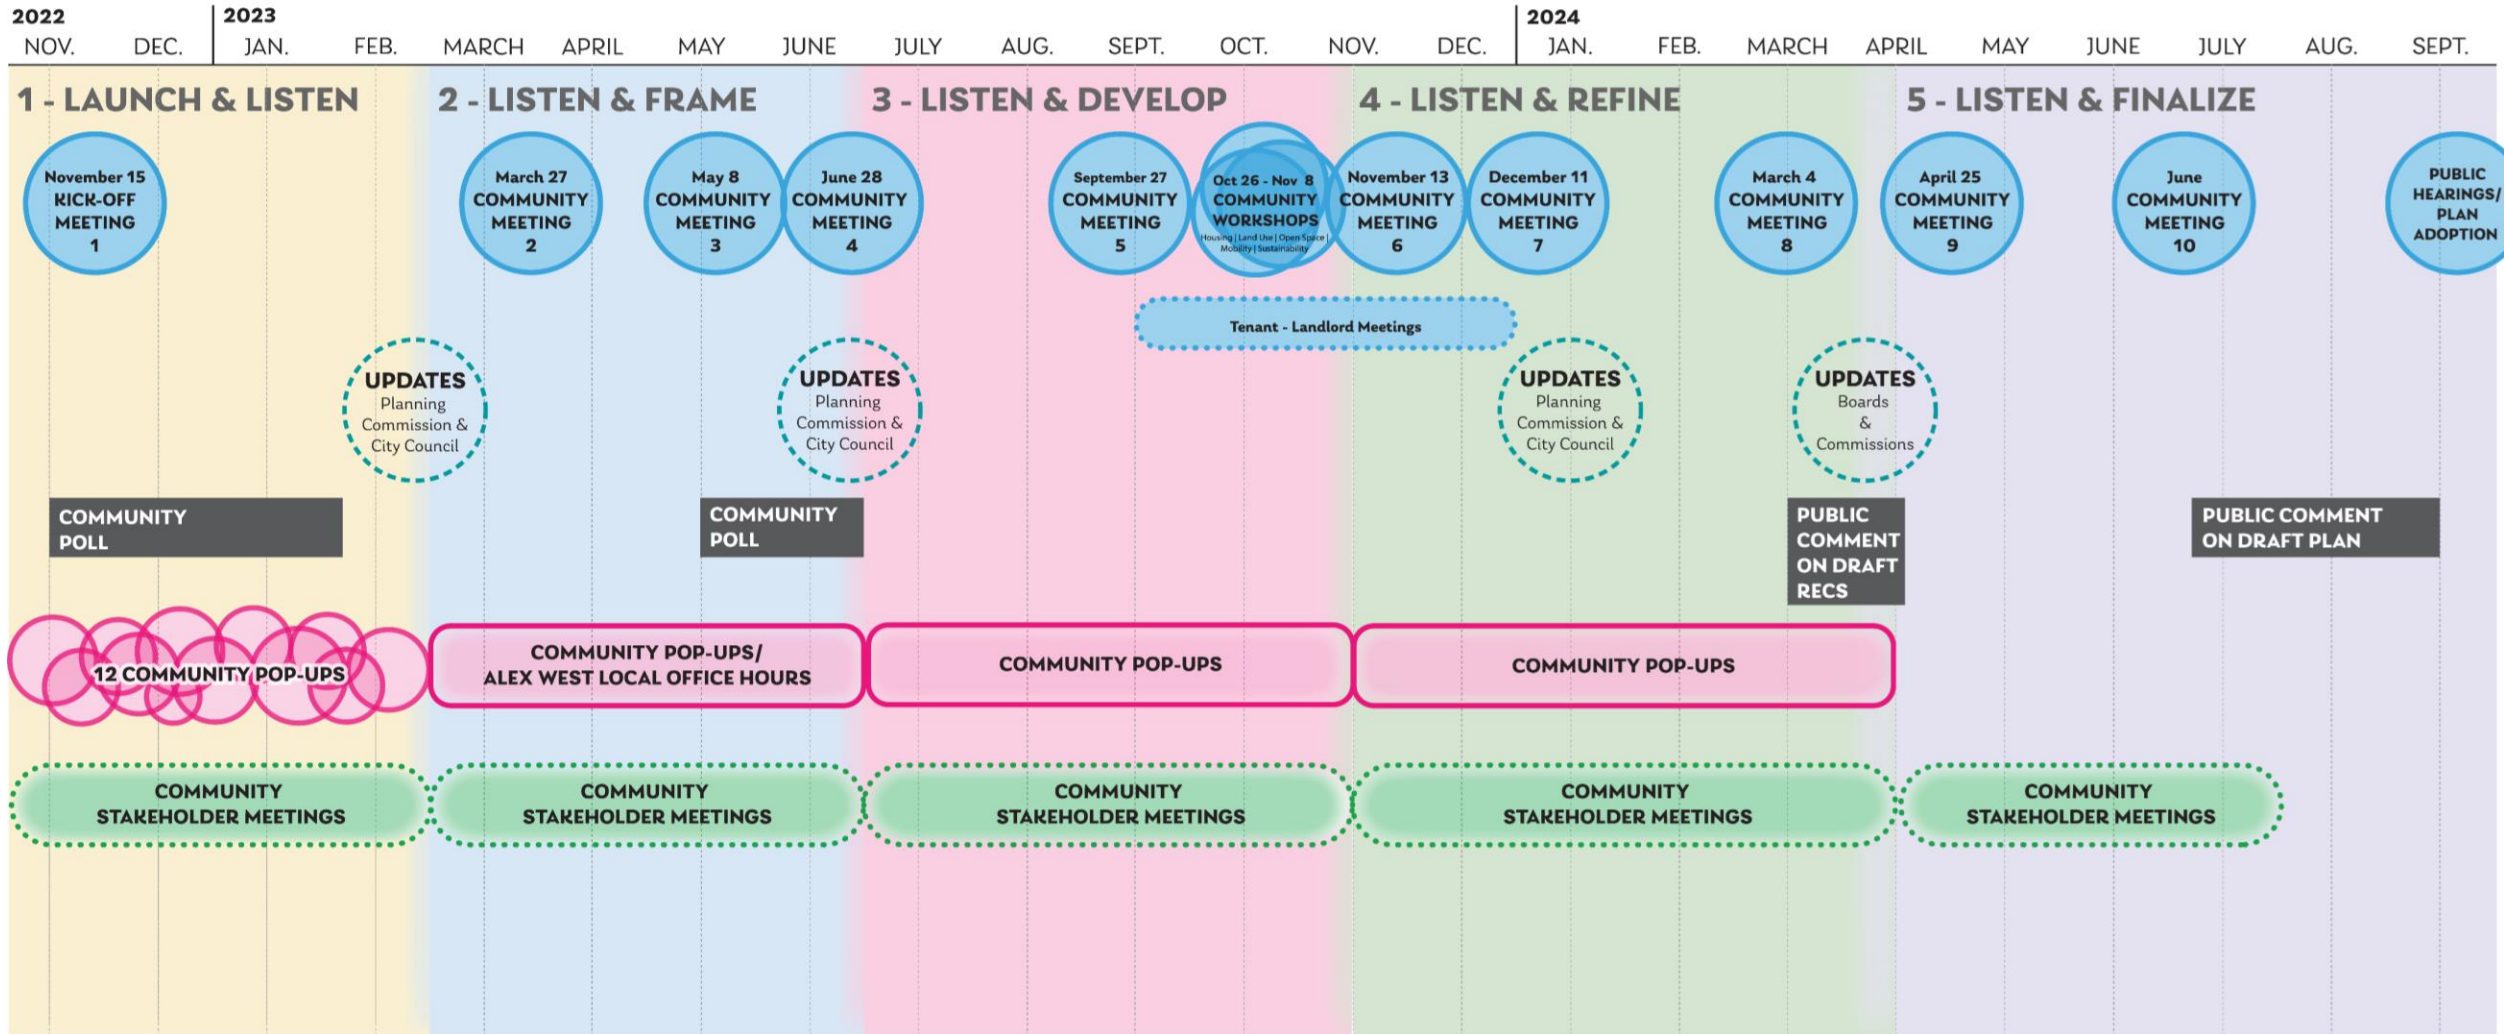 2022
2023
2024
NOV.
DEC.
JAN.
FEB.
MARCH
APRIL
MAY
JUNE
JULY
AUG.
SEPT.
OCT.
NOV.
DEC.
JAN.
FEB.
MARCH
APRIL
MAY
JUNE
JULY
AUG.
SEPT.
1 - LAUNCH & LISTEN
2 - LISTEN & FRAME
3 - LISTEN & DEVELOP
4 - LISTEN & REFINE
5 - LISTEN & FINALIZE
November 15
KICK-OFF
MEETING
1
March 27
COMMUNITY
MEETING
2
May 8
COMMUNITY
MEETING
3
June 28
COMMUNITY
MEETING
4
September 27
COMMUNITY
MEETING
5
Oct 26 - Nov 8
COMMUNITY
WORKSHOPS
Housing | Land Use | Open Space |
Mobility | Sustainability
November 13
COMMUNITY
MEETING
6
December 11
COMMUNITY
MEETING
7
March 4
COMMUNITY
MEETING
8
April 25
COMMUNITY
MEETING
9
June
COMMUNITY
MEETING
10
PUBLIC
HEARINGS/
PLAN
ADOPTION
Tenant - Landlord Meetings
UPDATES
Planning
Commission &
City Council
UPDATES
Planning
Commission &
City Council
UPDATES
Planning
Commission &
City Council
UPDATES
Boards
&
Commissions
COMMUNITY
POLL
COMMUNITY
POLL
PUBLIC
COMMENT
ON DRAFT
RECS
PUBLIC COMMENT
ON DRAFT PLAN
12 COMMUNITY POP-UPS
COMMUNITY POP-UPS/
ALEX WEST LOCAL OFFICE HOURS
COMMUNITY POP-UPS
COMMUNITY POP-UPS
COMMUNITY
STAKEHOLDER MEETINGS
COMMUNITY
STAKEHOLDER MEETINGS
COMMUNITY
STAKEHOLDER MEETINGS
COMMUNITY
STAKEHOLDER MEETINGS
COMMUNITY
STAKEHOLDER MEETINGS